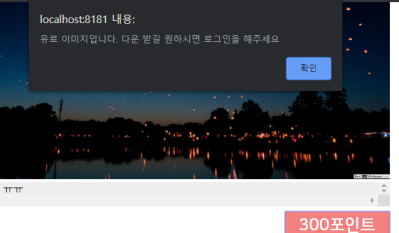 localhost:8181 내용:
유료 이미지입니다. 다운 받길 원하시면 로그인을 해주세요
확인
ㅠㅠ
300포인트